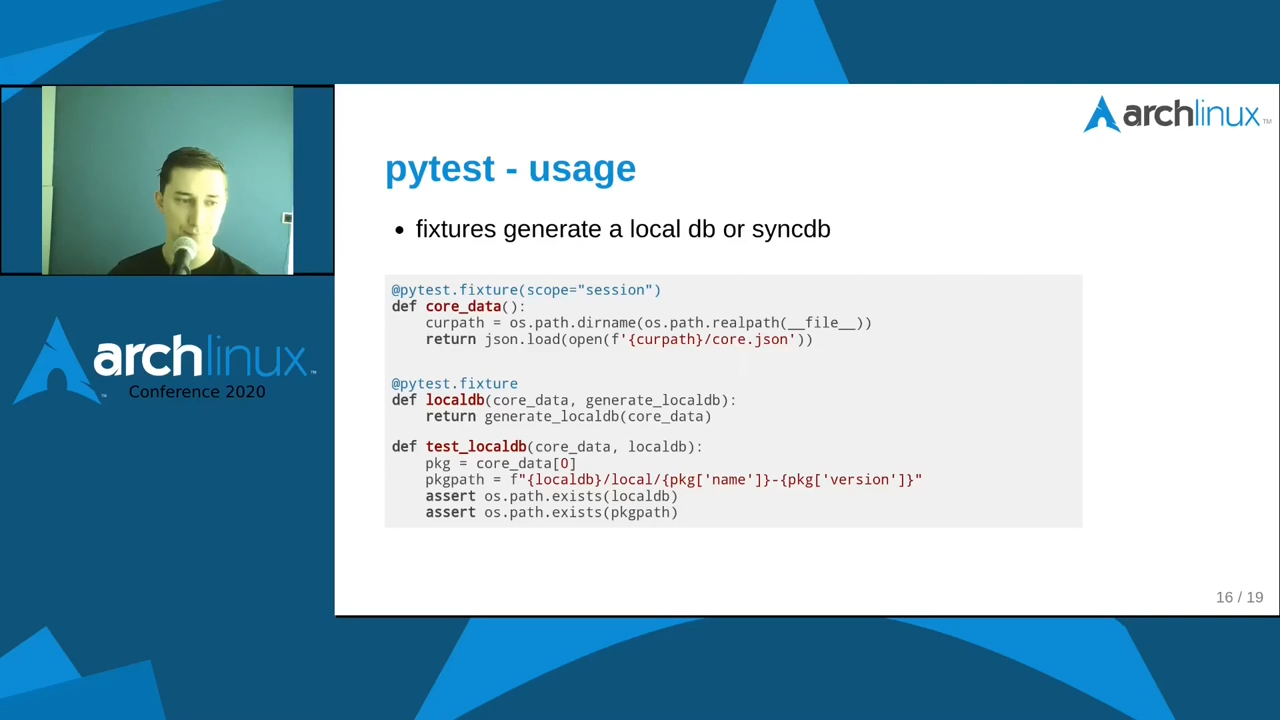 archlinux™
Conference 2020
archlinux™
pytest - usage
• fixtures generate a local db or syncdb
@pytest.fixture(scope="session")
def core_data():
    curpath = os.path.dirname(os.path.realpath(__file__))
    return json.load(open(f'{curpath}/core.json'))
@pytest.fixture
def localdb(core_data, generate_localdb):
    return generate_localdb(core_data)
def test_localdb(core_data, localdb):
    pkg = core_data[0]
    pkgpath = f"{localdb}/local/{pkg['name']}-{pkg['version']}"
    assert os.path.exists(localdb)
    assert os.path.exists(pkgpath)
16 / 19